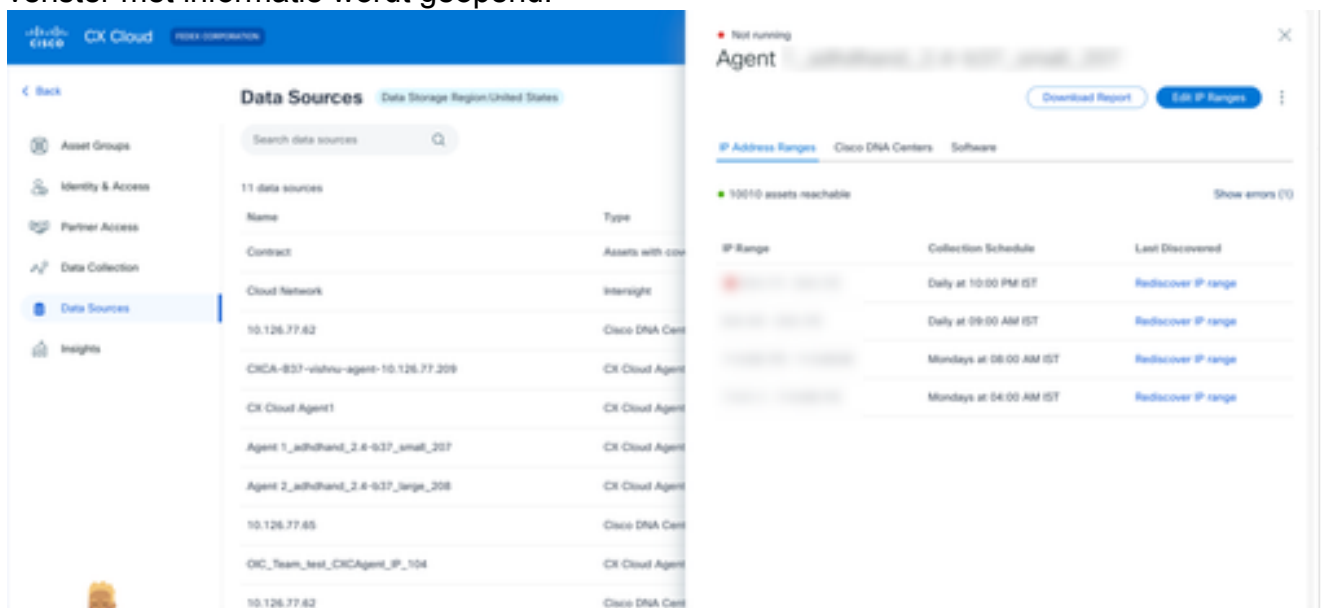 venster met informatie wordt geopend.
cisco CX Cloud FEDEX CORPORATION
Back
Data Sources Data Storage Region:United States
Search data sources
Asset Groups
Identity & Access
Partner Access
Data Collection
Data Sources
Insights
11 data sources
Name Type
Contract Assets with cov
Cloud Network Intersight
10.126.77.62 Cisco DNA Cent
CXCA-B37-vishnu-agent-10.126.77.209 CX Cloud Agent
CX Cloud Agent1 CX Cloud Agent
Agent 1_adhdhand_2.4-b37_small_207 CX Cloud Agent
Agent 2_adhdhand_2.4-b37_large_208 CX Cloud Agent
10.126.77.65 Cisco DNA Cent
OIC_Team_test_CXCAgent_IP_104 CX Cloud Agent
10.126.77.62 Cisco DNA Cent
Not running
Agent
Download Report Edit IP Ranges
IP Address Ranges Cisco DNA Centers Software
10010 assets reachable Show errors (1)
IP Range Collection Schedule Last Discovered
Daily at 10:00 PM IST Rediscover IP range
Daily at 09:00 AM IST Rediscover IP range
Mondays at 08:00 AM IST Rediscover IP range
Mondays at 04:00 AM IST Rediscover IP range